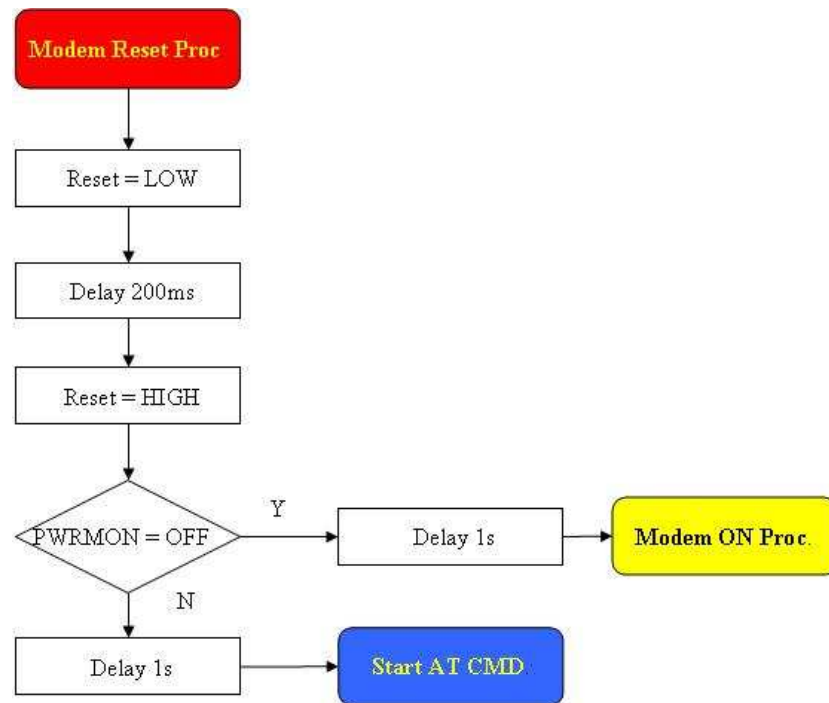 Modem Reset Proc
Reset = LOW
Delay 200ms
Reset = HIGH
PWRMON = OFF
Y
Delay 1s
Modem ON Proc.
N
Delay 1s
Start AT CMD